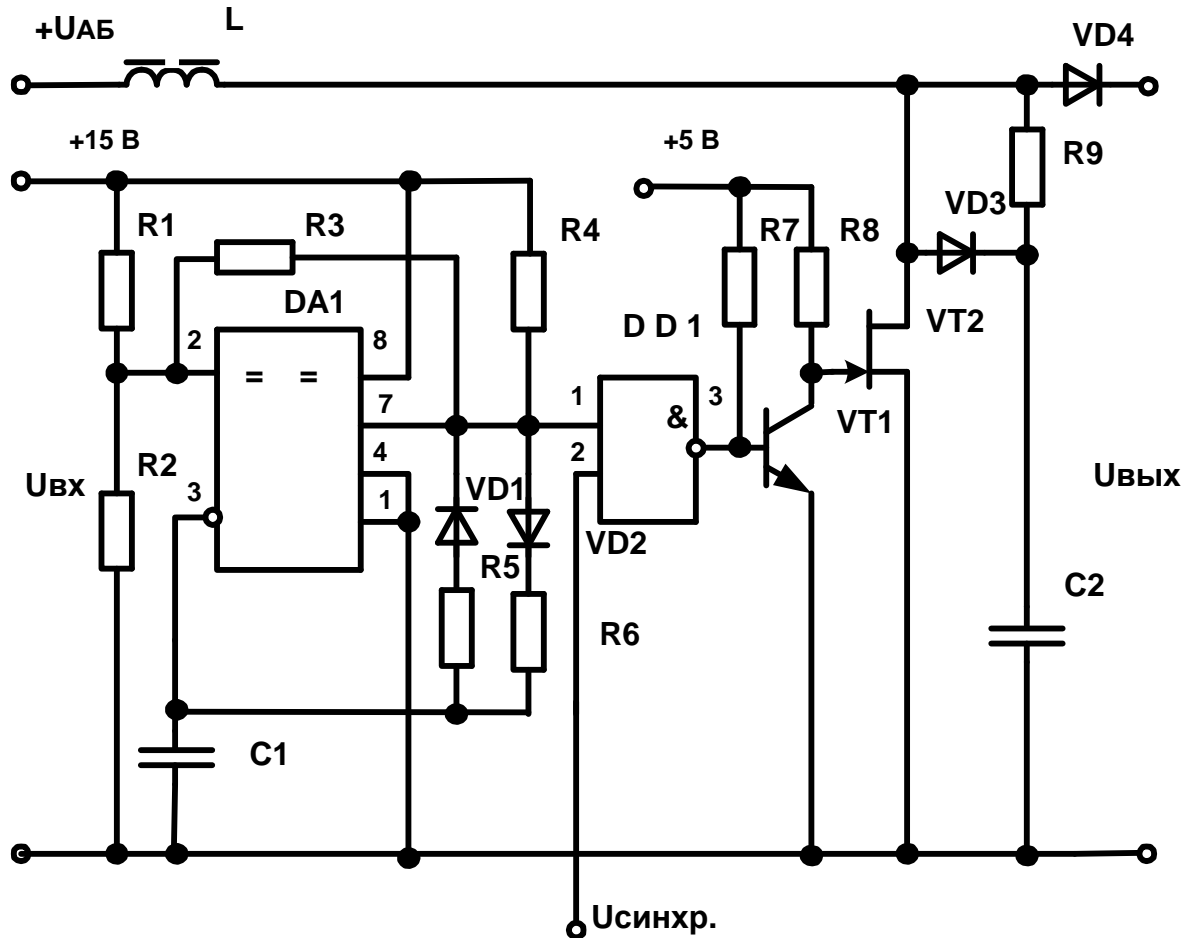 +UАБ
L
VD4
+15 В
+5 В
R9
VD3
R1
R3
R4
R7
R8
DA1
D D 1
VT2
2
8
= =
7
1
3
&
VT1
4
2
R2
Uвх
3
1
VD1
Uвых
VD2
R5
C2
R6
C1
Uсинхр.